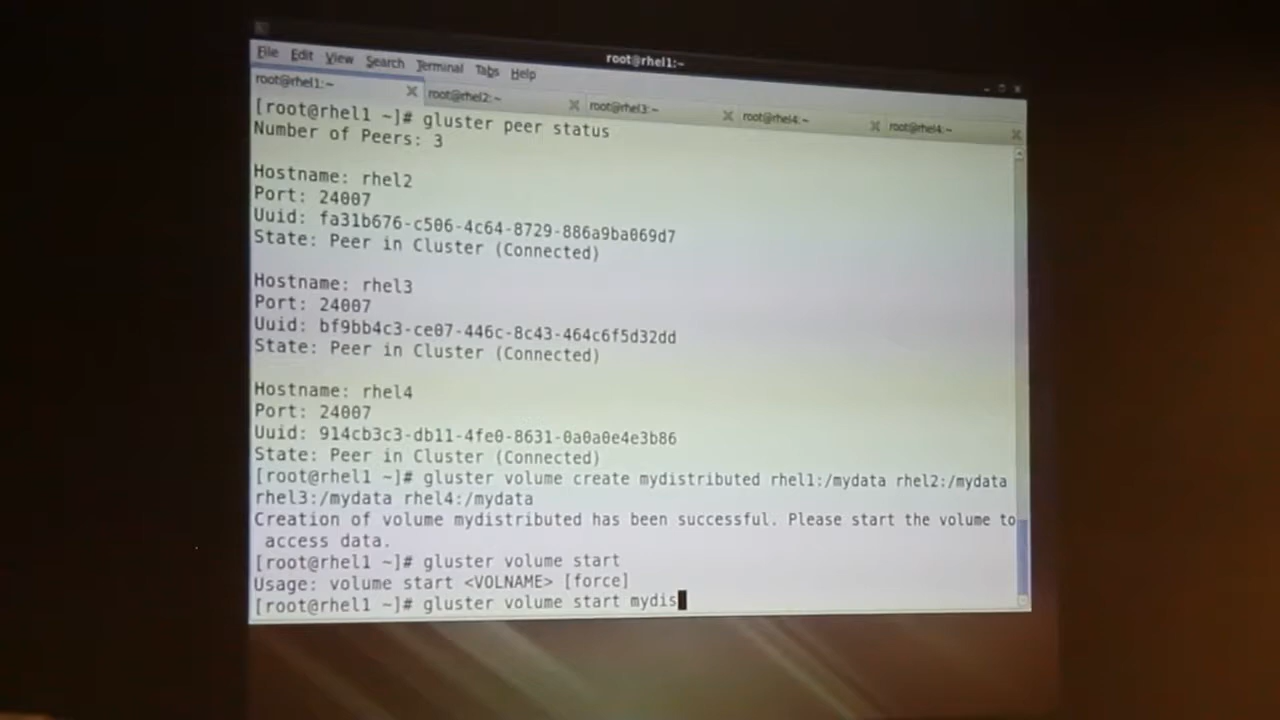 root@rhel1:~
File Edit View Search Terminal Tabs Help
root@rhel1:~ root@rhel2:~ root@rhel3:~ root@rhel4:~ root@rhel4:~
[root@rhel1 ~]# gluster peer status
Number of Peers: 3
Hostname: rhel2
Port: 24007
Uuid: fa31b676-c506-4c64-8729-886a9ba069d7
State: Peer in Cluster (Connected)
Hostname: rhel3
Port: 24007
Uuid: bf9bb4c3-ce07-446c-8c43-464c6f5d32dd
State: Peer in Cluster (Connected)
Hostname: rhel4
Port: 24007
Uuid: 914cb3c3-db11-4fe0-8631-0a0a0e4e3b86
State: Peer in Cluster (Connected)
[root@rhel1 ~]# gluster volume create mydistributed rhel1:/mydata rhel2:/mydata
rhel3:/mydata rhel4:/mydata
Creation of volume mydistributed has been successful. Please start the volume to
access data.
[root@rhel1 ~]# gluster volume start
Usage: volume start <VOLNAME> [force]
[root@rhel1 ~]# gluster volume start mydis